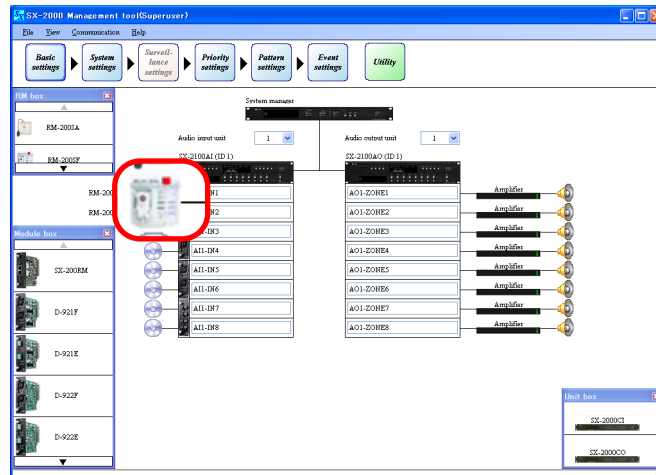 SX-2000 Management tool(Superuser)
File View Communication Help
Basic settings
System settings
Surveil-lance settings
Priority settings
Pattern settings
Event settings
Utility
RM box
RM-200SA
RM-200SF
System manager
Audio input unit 1
Audio output unit 1
SX-2100AI (ID 1)
SX-2100AO (ID 1)
RM-200
RM-200
IN1
IN2
AI1-IN3
AI1-IN4
AI1-IN5
AI1-IN6
AI1-IN7
AI1-IN8
AO1-ZONE1 Amplifier
AO1-ZONE2 Amplifier
AO1-ZONE3 Amplifier
AO1-ZONE4 Amplifier
AO1-ZONE5 Amplifier
AO1-ZONE6 Amplifier
AO1-ZONE7 Amplifier
AO1-ZONE8 Amplifier
Module box
SX-200RM
D-921F
D-921E
D-922F
D-922E
Unit box
SX-2000CI
SX-2000CO